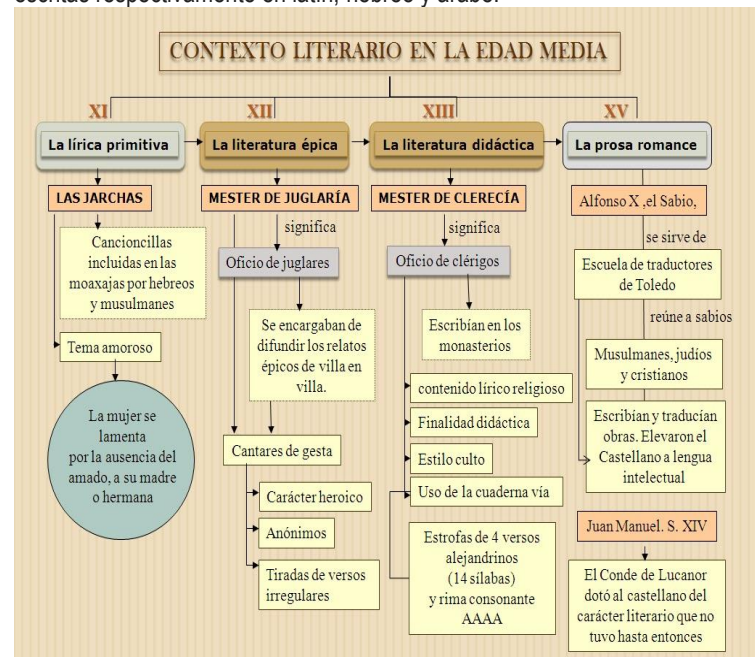 escritas respectivamente en latín, hebreo y árabe.
CONTEXTO LITERARIO EN LA EDAD MEDIA
XI
XII
XIII
XV
La lírica primitiva
La literatura épica
La literatura didáctica
La prosa romance
LAS JARCHAS
Cancioncillas
incluidas en las
moaxajas por hebreos
y musulmanes
Tema amoroso
La mujer se
lamenta
por la ausencia del
amado, a su madre
o hermana
MESTER DE JUGLARÍA
significa
Oficio de juglares
Se encargaban de
difundir los relatos
épicos de villa en
villa.
Cantares de gesta
Carácter heroico
Anónimos
Tiradas de versos
irregulares
MESTER DE CLERECÍA
significa
Oficio de clérigos
Escribían en los
monasterios
contenido lírico religioso
Finalidad didáctica
Estilo culto
Uso de la cuaderna vía
Estrofas de 4 versos
alejandrinos
(14 sílabas)
y rima consonante
AAAA
Alfonso X ,el Sabio,
se sirve de
Escuela de traductores
de Toledo
reúne a sabios
Musulmanes, judíos
y cristianos
Escribían y traducían
obras. Elevaron el
Castellano a lengua
intelectual
Juan Manuel. S. XIV
El Conde de Lucanor
dotó al castellano del
carácter literario que no
tuvo hasta entonces